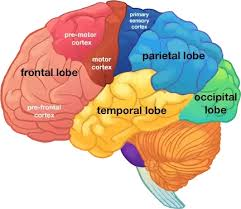 primary
sensory
cortex
pre-motor
cortex
motor
cortex
parietal lobe
frontal lobe
pre-frontal
cortex
temporal lobe
occipital
lobe